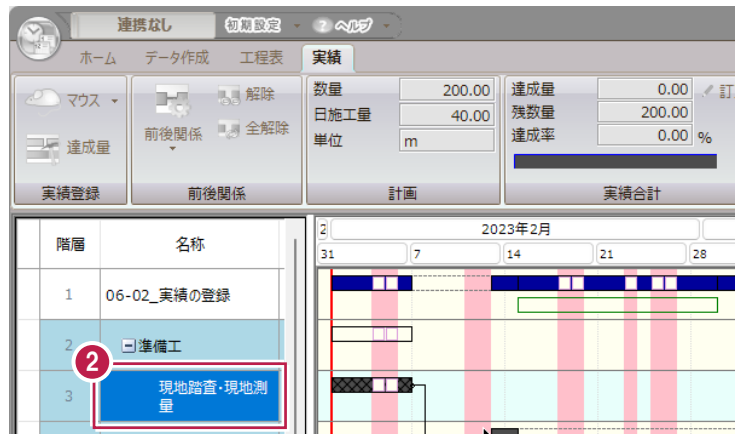 連携なし 初期設定 ? ヘルプ
ホーム データ作成 工程表 実績
マウス
達成量
実績登録
前後関係
解除
全解除
前後関係
数量 200.00
日施工量 40.00
単位 m
計画
達成量 0.00
残数量 200.00
達成率 0.00 %
実績合計
階層 名称
2 2023年2月
31 7 14 21 28
1 06-02_実績の登録
2 準備工
2
3 現地踏査・現地測
量